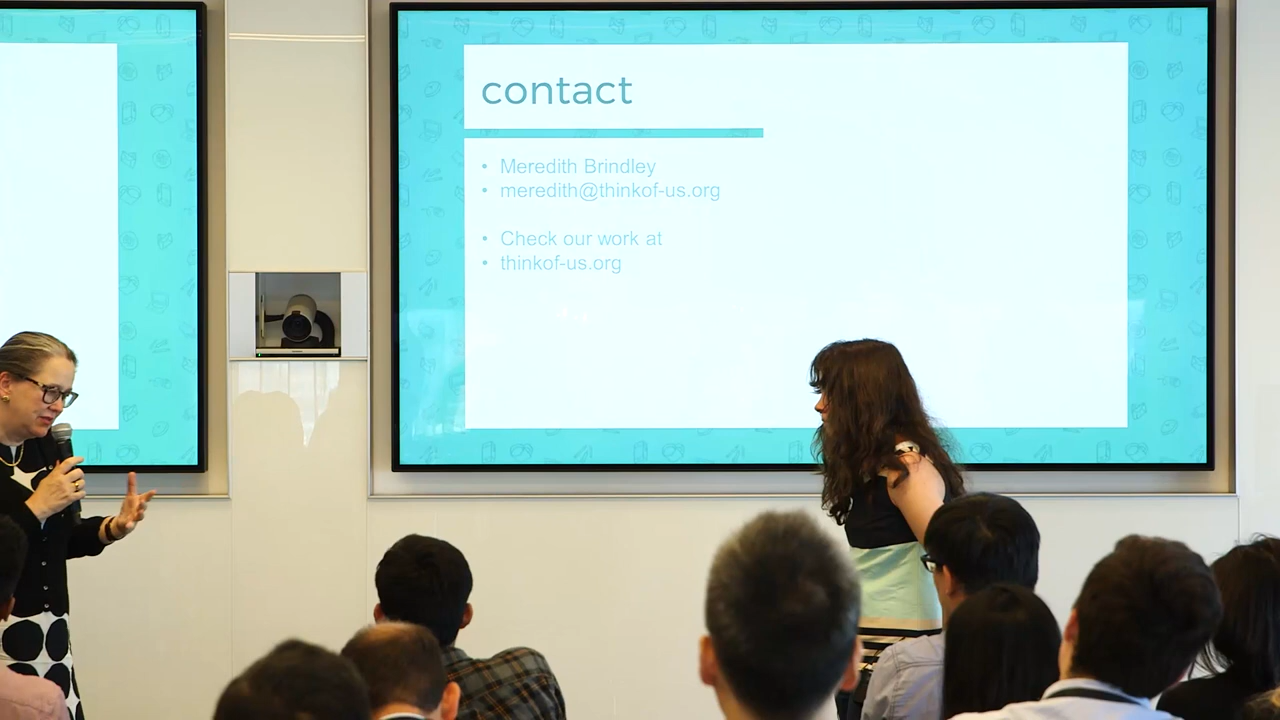 contact
• Meredith Brindley
• meredith@thinkof-us.org
• Check our work at
• thinkof-us.org